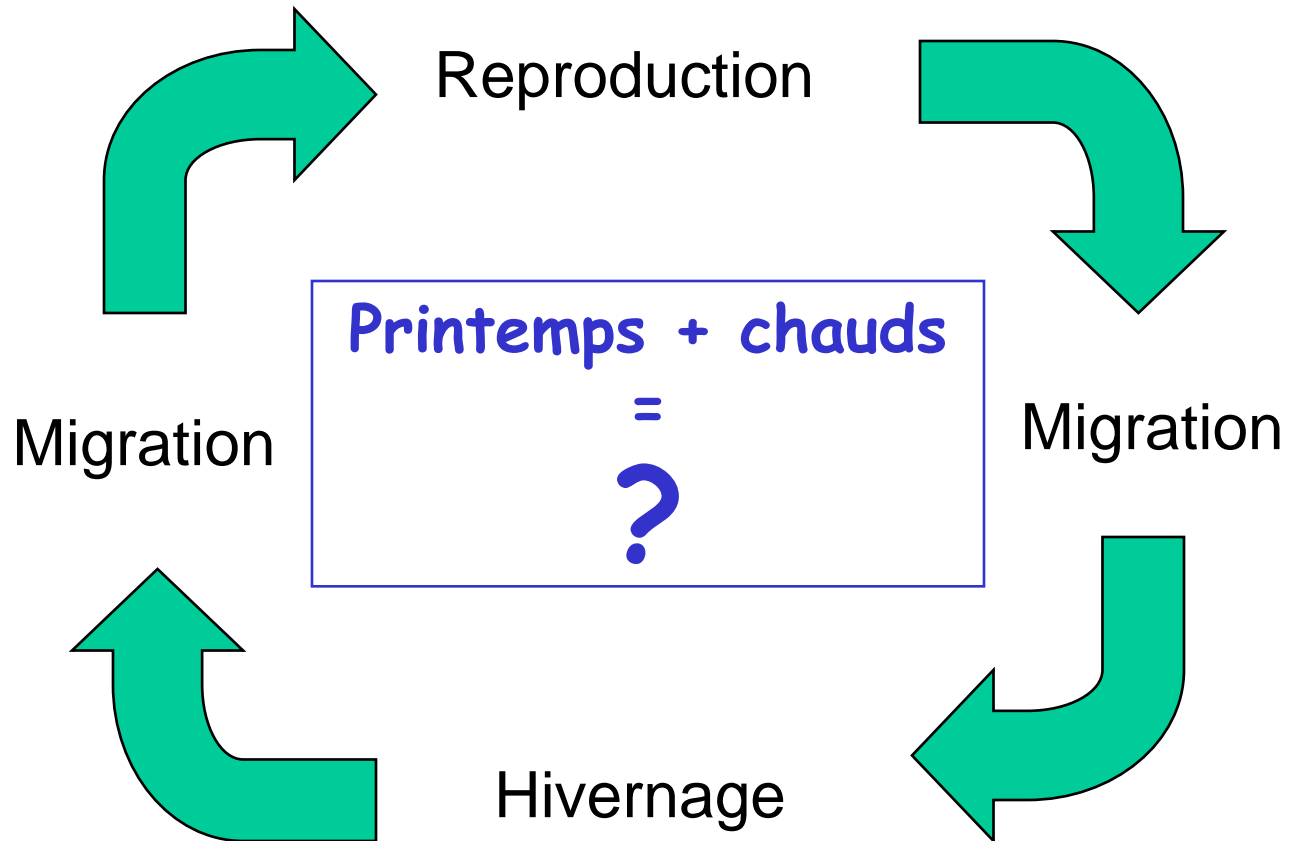 Reproduction
Printemps + chauds
=
?
Migration
Migration
Hivernage